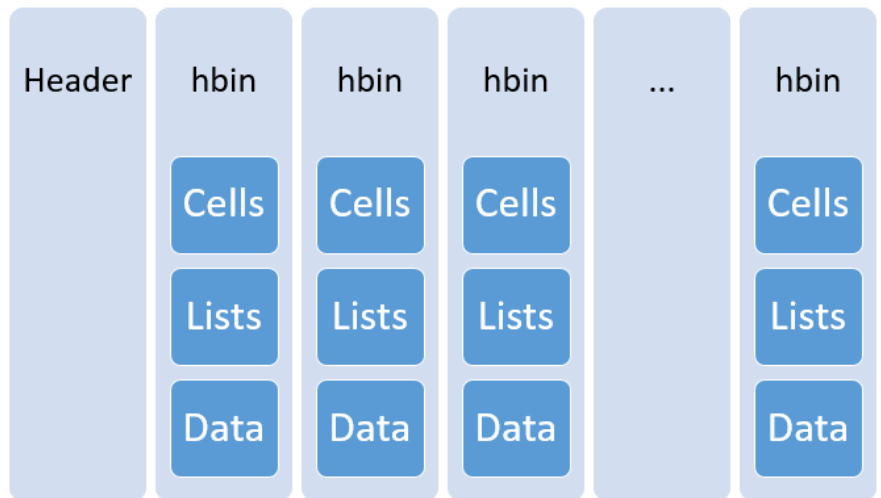 Header hbin hbin hbin ... hbin
Cells Cells Cells Cells
Lists Lists Lists Lists
Data Data Data Data